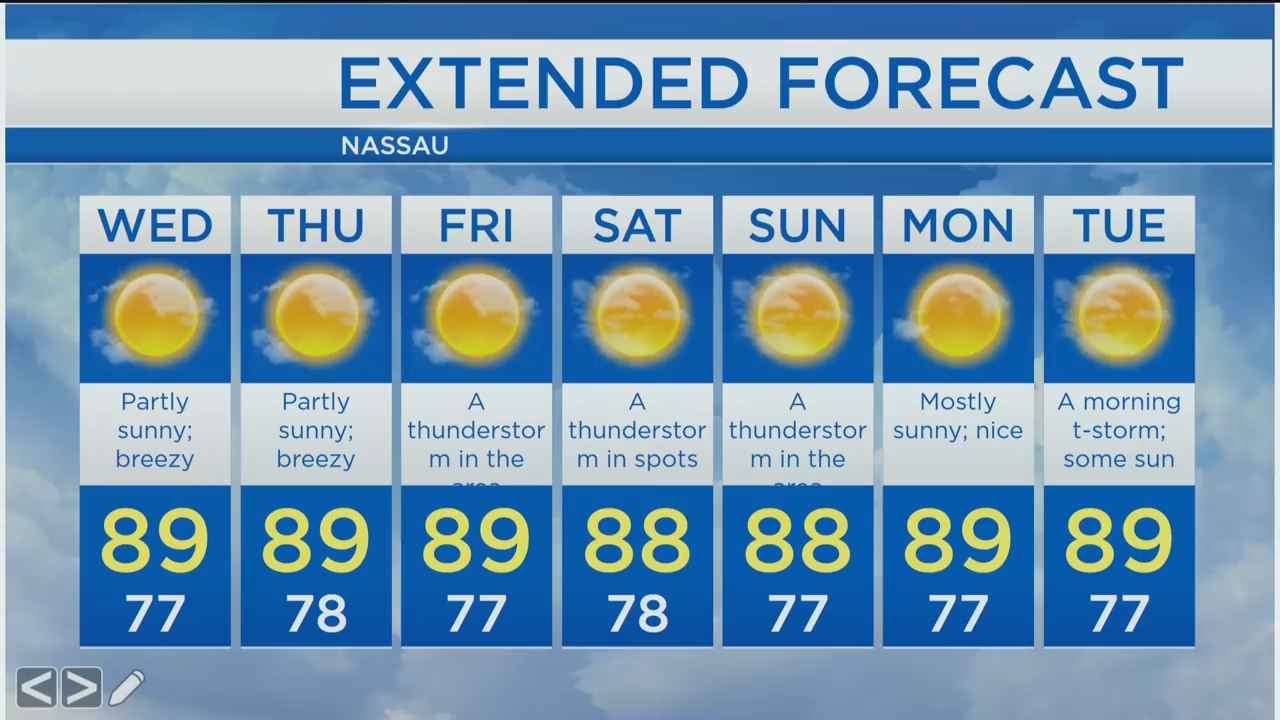 EXTENDED FORECAST
NASSAU
WED
THU
FRI
SAT
SUN
MON
TUE
Partly
sunny;
breezy
Partly
sunny;
breezy
A
thunderstor
m in the
area
A
thunderstor
m in spots
A
thunderstor
m in the
area
Mostly
sunny; nice
A morning
t-storm;
some sun
89
89
89
88
88
89
89
77
78
77
78
77
77
77